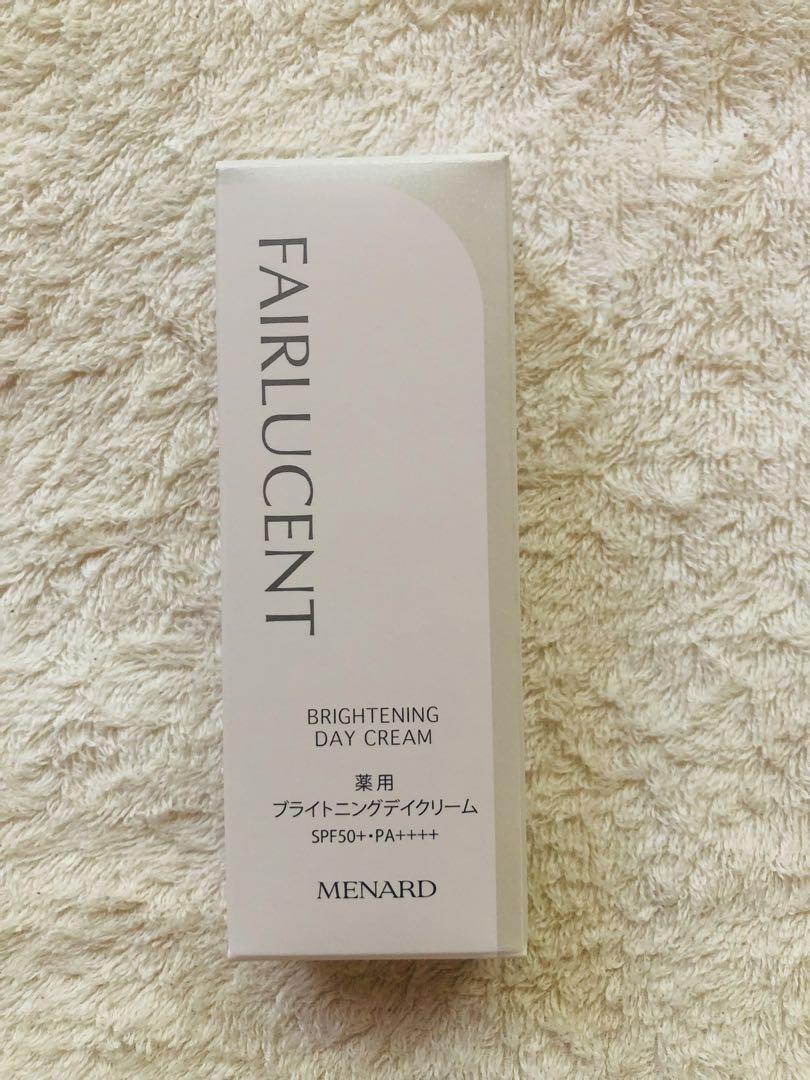 FAIRLUCENT
BRIGHTENING
DAY CREAM
薬用
ブライトニングデイクリーム
SPF50+・PA++++
MENARD